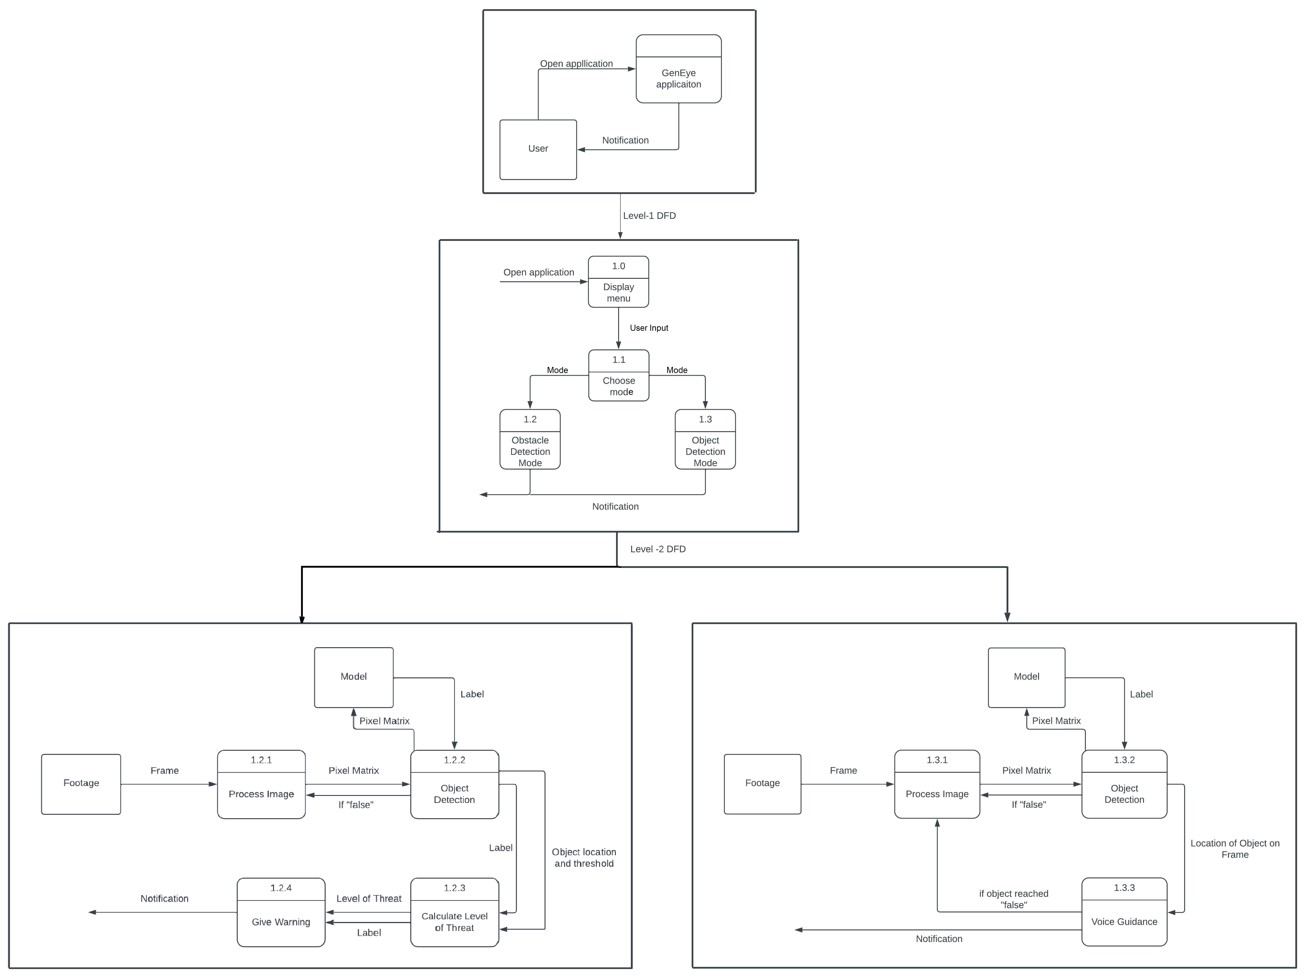 Open appllication
GenEye
applicaiton
User
Notification
Level-1 DFD
Open application
1.0
Display
menu
User Input
1.1
Choose
mode
Mode
Mode
1.2
Obstacle
Detection
Mode
1.3
Object
Detection
Mode
Notification
Level -2 DFD
Model
Label
Pixel Matrix
Footage
Frame
1.2.1
Process Image
Pixel Matrix
If "false"
1.2.2
Object
Detection
Label
Object location
and threshold
Notification
1.2.4
Give Warning
Level of Threat
Label
1.2.3
Calculate Level
of Threat
Model
Label
Pixel Matrix
Footage
Frame
1.3.1
Process Image
Pixel Matrix
If "false"
1.3.2
Object
Detection
Location of Object on
Frame
if object reached
"false"
1.3.3
Voice Guidance
Notification